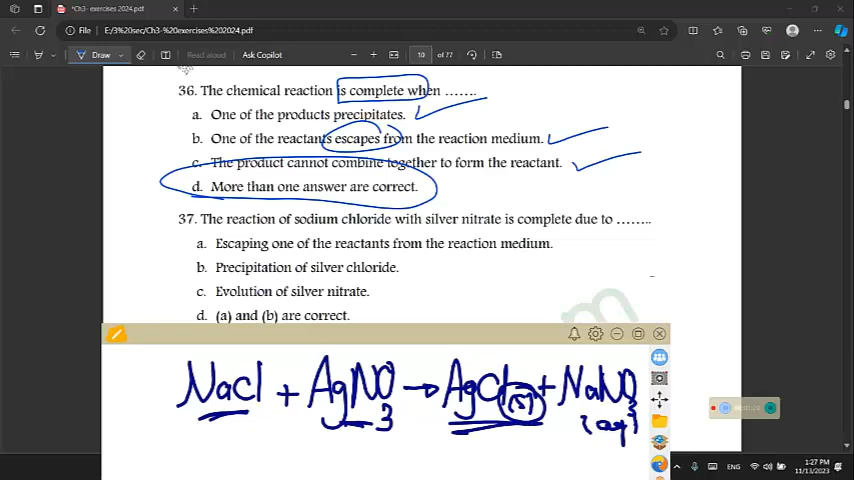 *Ch3- exercises 2024.pdf
File E:/3 sec/Ch3-%20exercises%202024.pdf
Draw Read aloud Ask Copilot 10 of 77
36. The chemical reaction is complete when .......
a. One of the products precipitates.
b. One of the reactants escapes from the reaction medium.
c. The product cannot combine together to form the reactant.
d. More than one answer are correct.
37. The reaction of sodium chloride with silver nitrate is complete due to ........
a. Escaping one of the reactants from the reaction medium.
b. Precipitation of silver chloride.
c. Evolution of silver nitrate.
d. (a) and (b) are correct.
m
NaCl + AgNO3 → AgCl(s) + NaNO3
(aq)
ENG 1:27 PM
11/13/2023